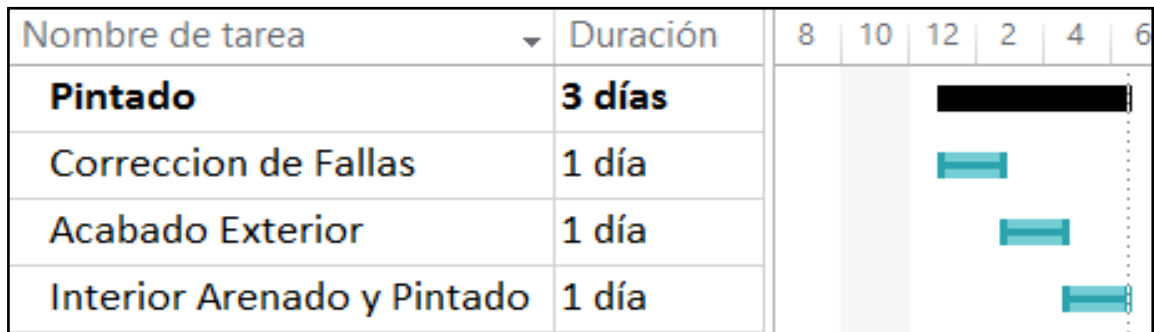 Nombre de tarea Duración 8 10 12 2 4 6
Pintado 3 días
Correccion de Fallas 1 día
Acabado Exterior 1 día
Interior Arenado y Pintado 1 día